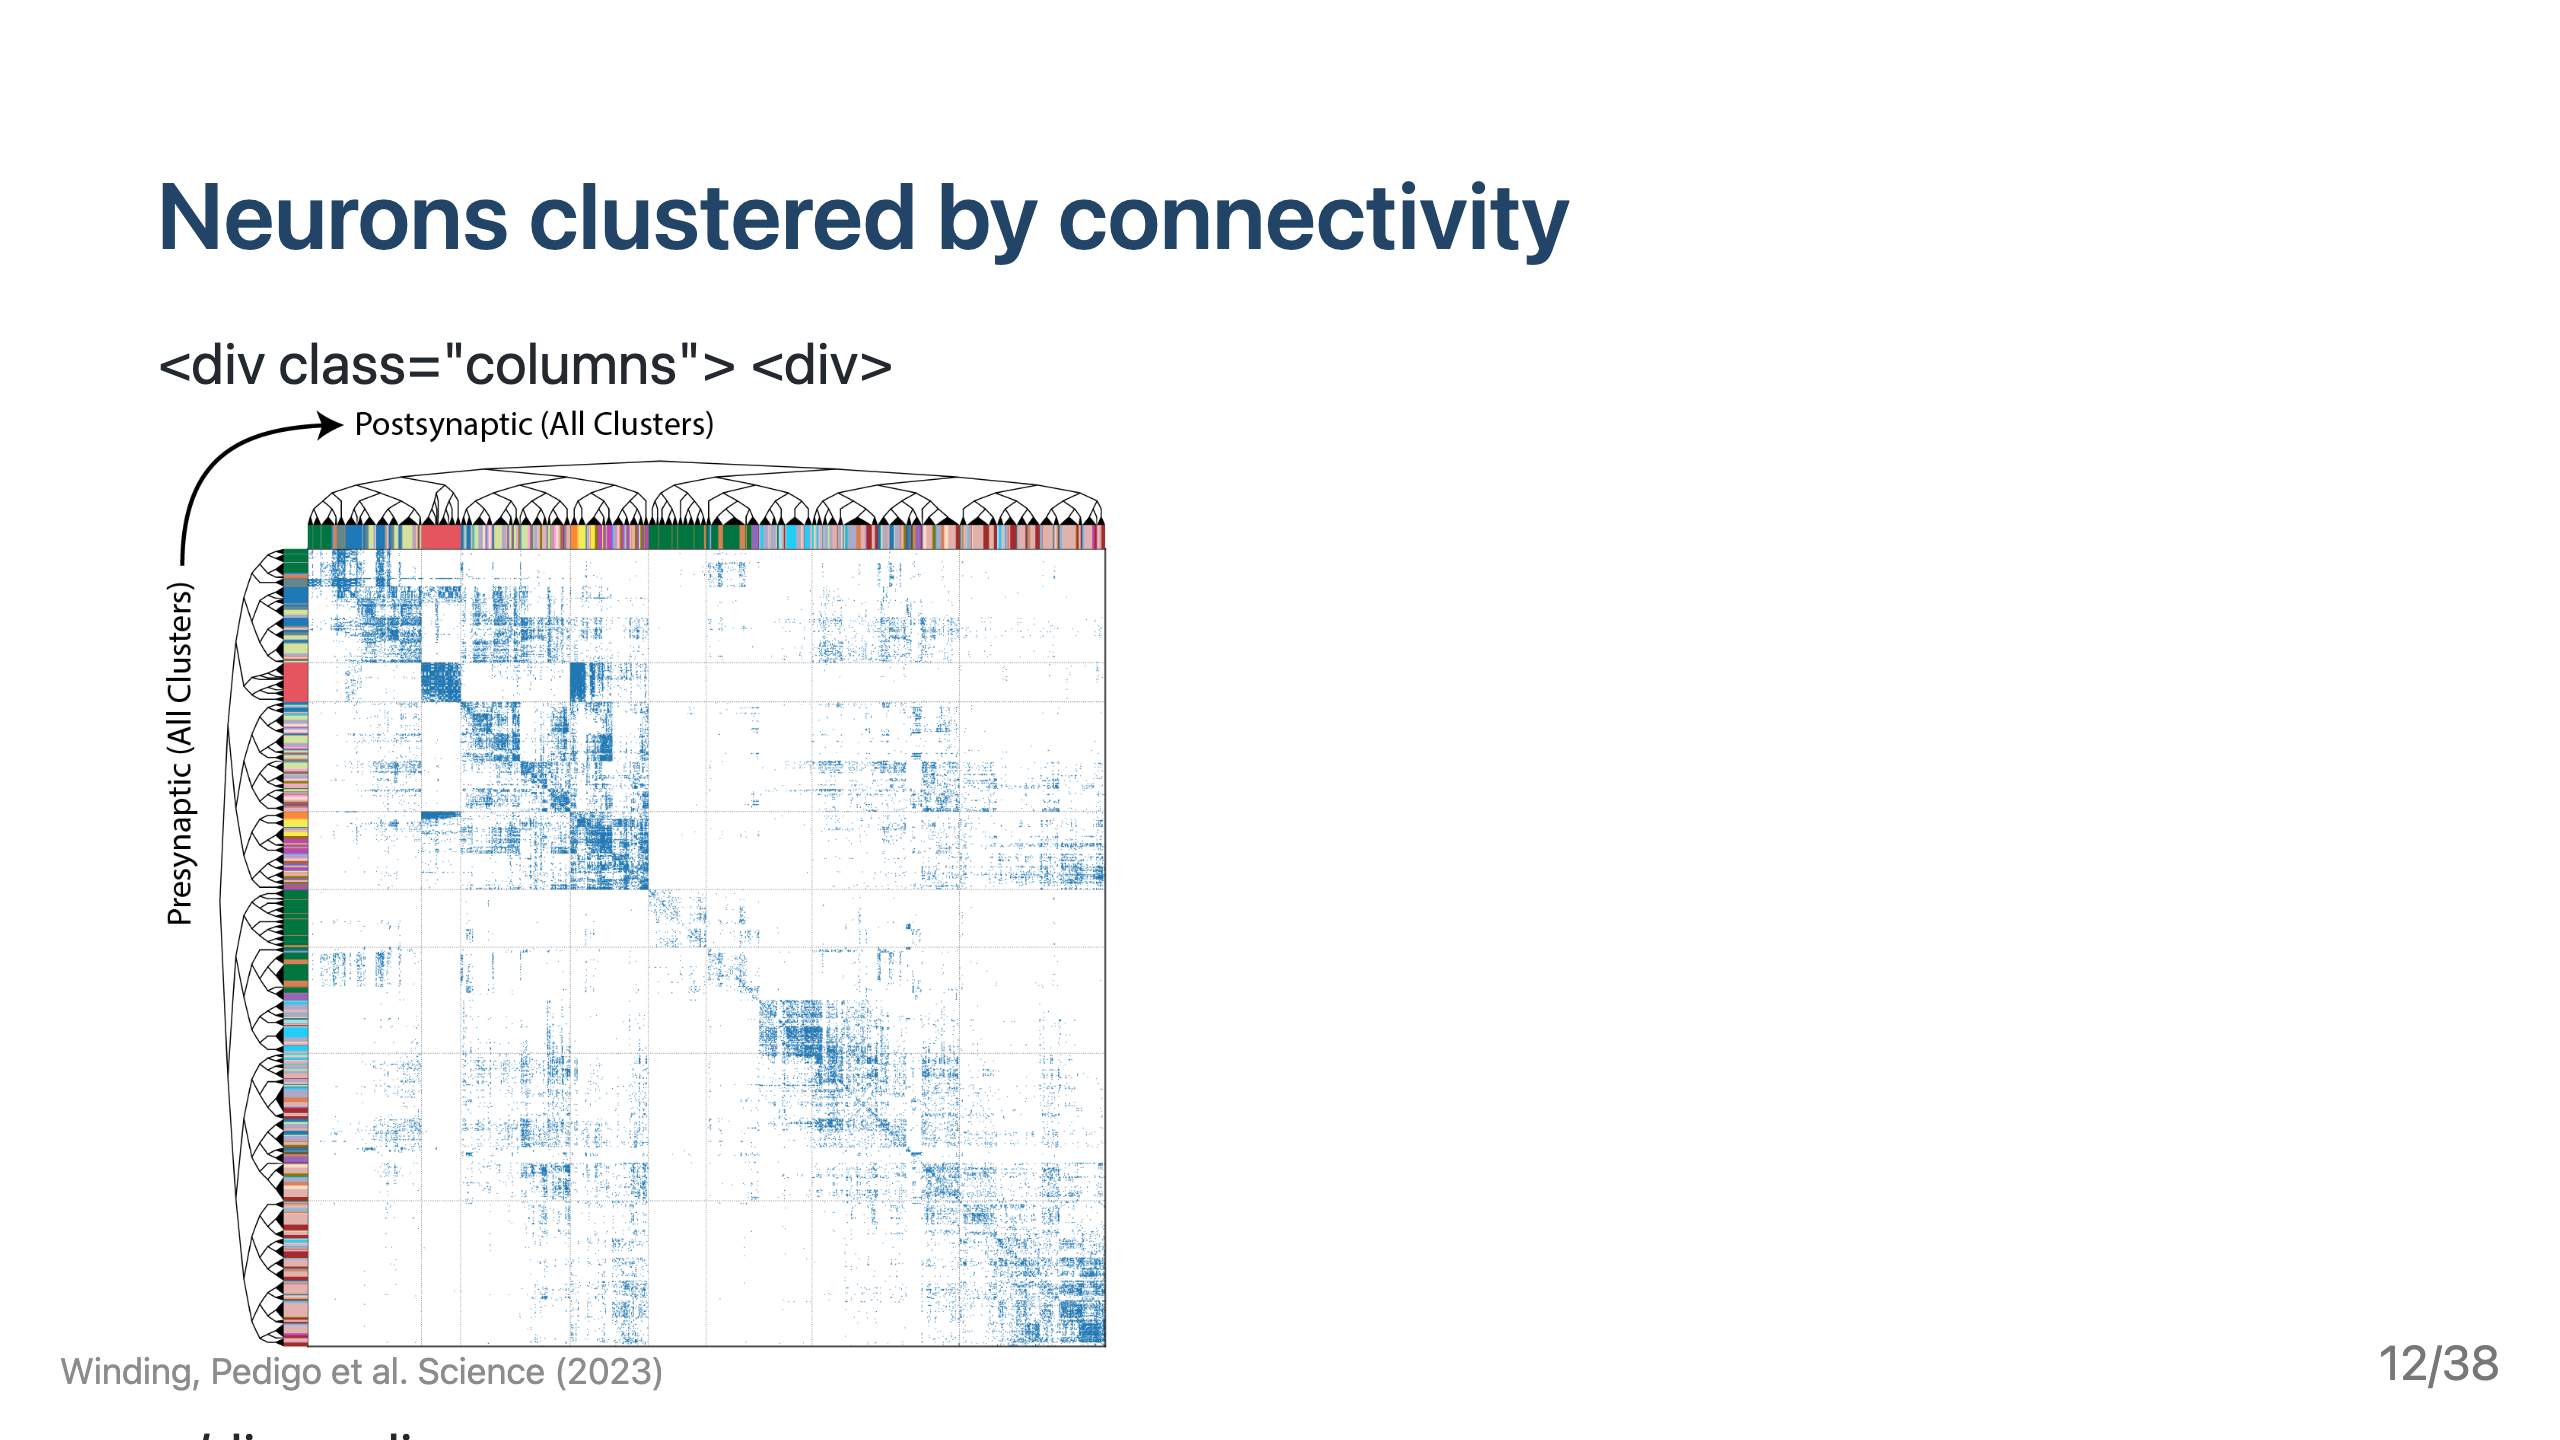 Neurons clustered by connectivity
<div class="columns"> <div>
Postsynaptic (All Clusters)
Presynaptic (All Clusters)
Winding, Pedigo et al. Science (2023)
12/38